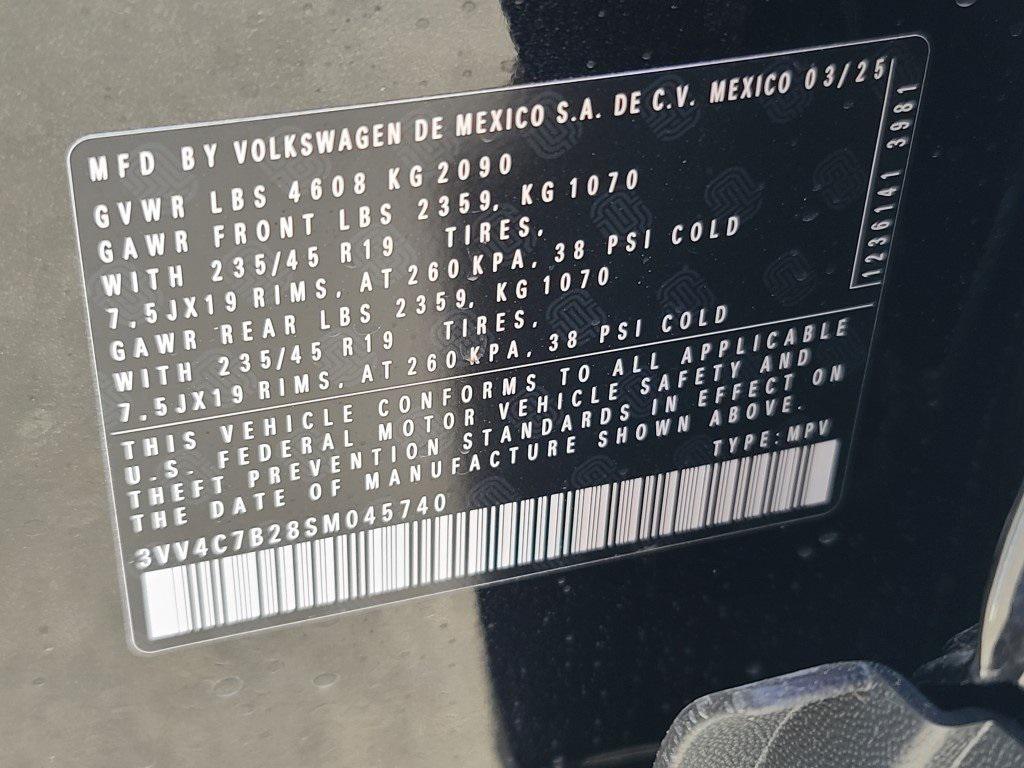 MFD BY VOLKSWAGEN DE MEXICO S.A. DE C.V. MEXICO 03/25
GVWR LBS 4608 KG 2090
GAWR FRONT LBS 2359, KG 1070
WITH 235/45 R19 TIRES,
7.5JX19 RIMS, AT 260 KPA, 38 PSI COLD
GAWR REAR LBS 2359, KG 1070
WITH 235/45 R19 TIRES,
7.5JX19 RIMS, AT 260 KPA, 38 PSI COLD
THIS VEHICLE CONFORMS TO ALL APPLICABLE
U.S. FEDERAL MOTOR VEHICLE SAFETY AND
THEFT PREVENTION STANDARDS IN EFFECT ON
THE DATE OF MANUFACTURE SHOWN ABOVE.
3VV4C7B28SM045740 TYPE:MPV
1236141 3981